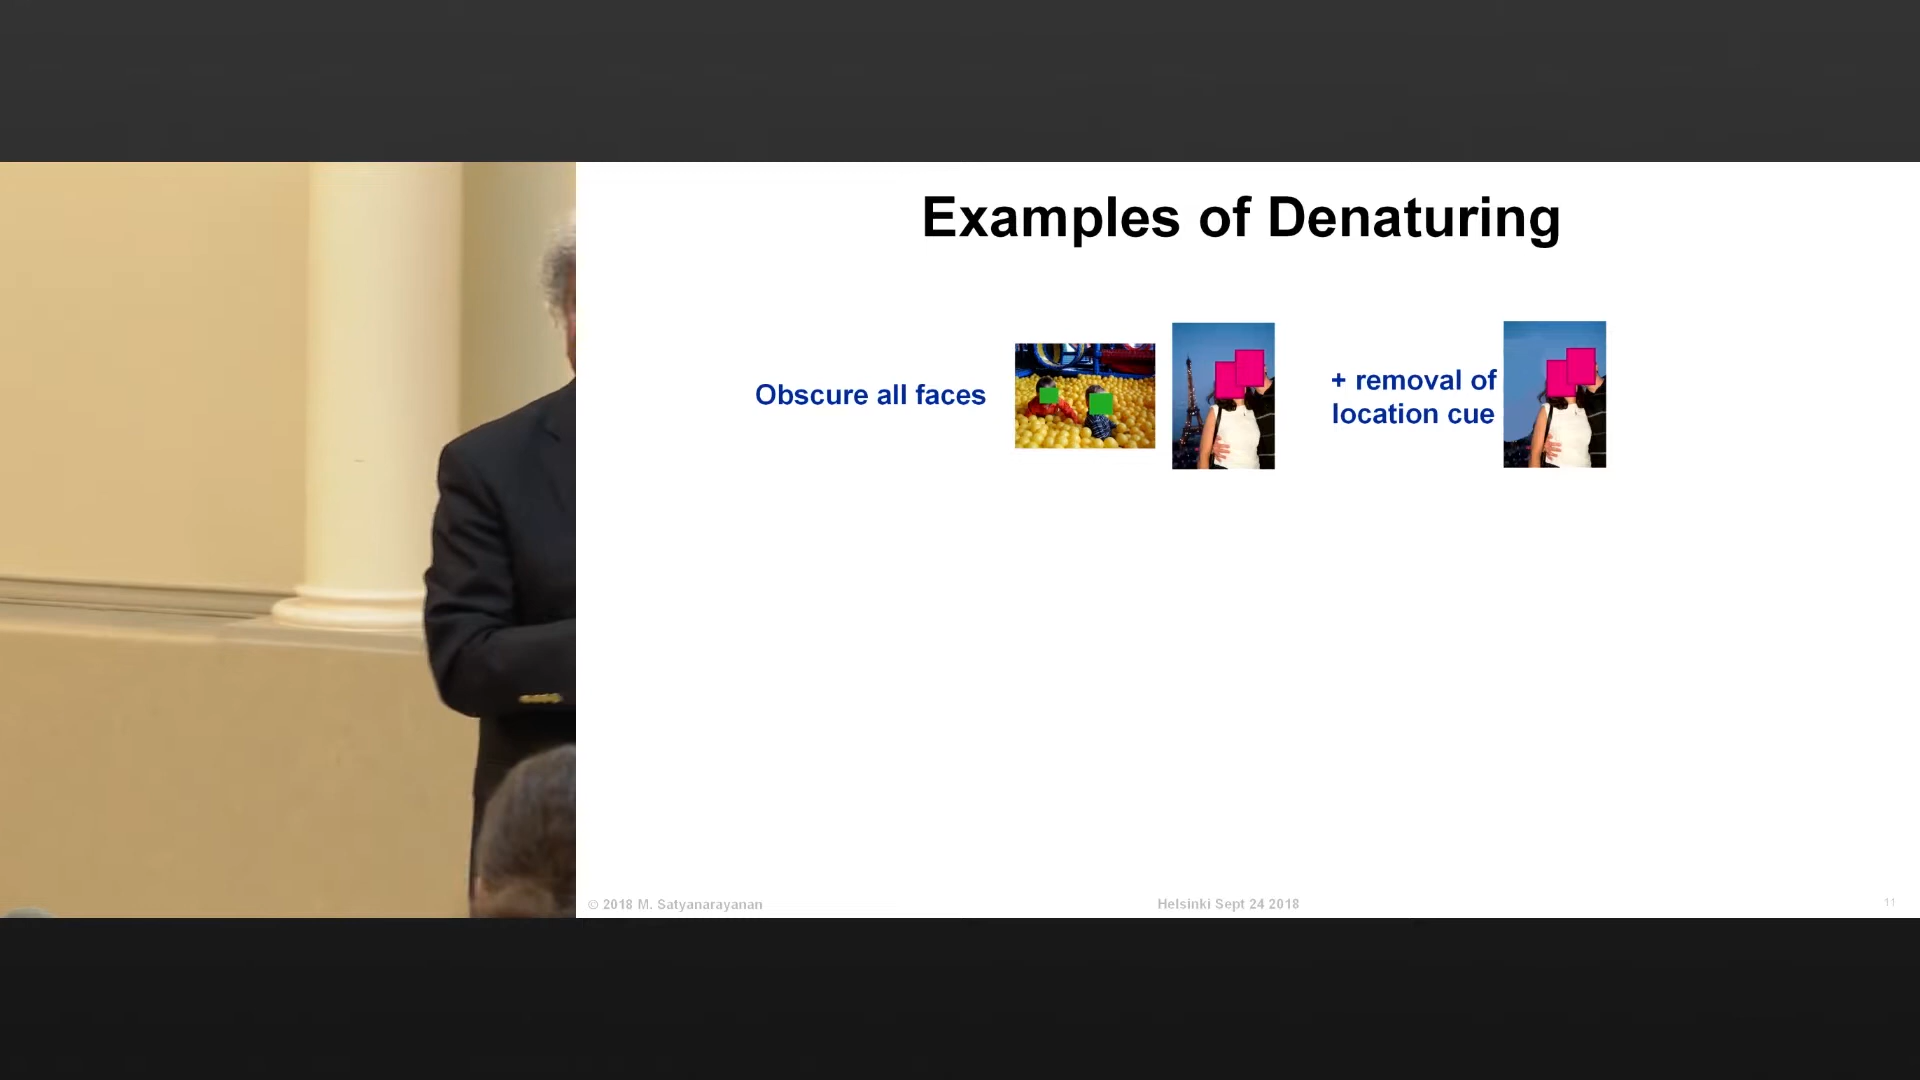 Examples of Denaturing
Obscure all faces
+ removal of
location cue
© 2018 M. Satyanarayanan
Helsinki Sept 24 2018
11